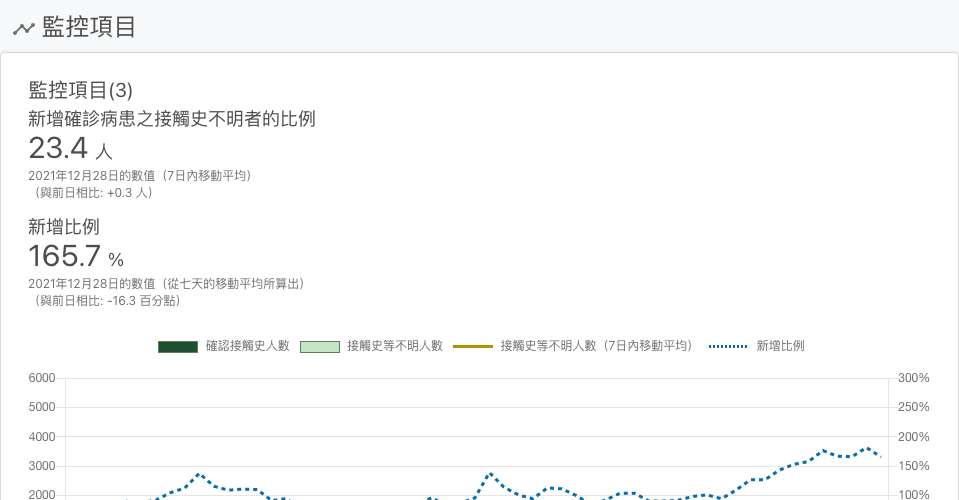 監控項目
監控項目(3)
新增確診病患之接觸史不明者的比例
23.4 人
2021年12月28日的數值（7日內移動平均）
（與前日相比: +0.3 人）
新增比例
165.7 %
2021年12月28日的數值（從七天的移動平均所算出）
（與前日相比: -16.3 百分點）
確認接觸史人數 接觸史等不明人數 接觸史等不明人數（7日內移動平均） 新增比例
6000 300%
5000 250%
4000 200%
3000 150%
2000 100%